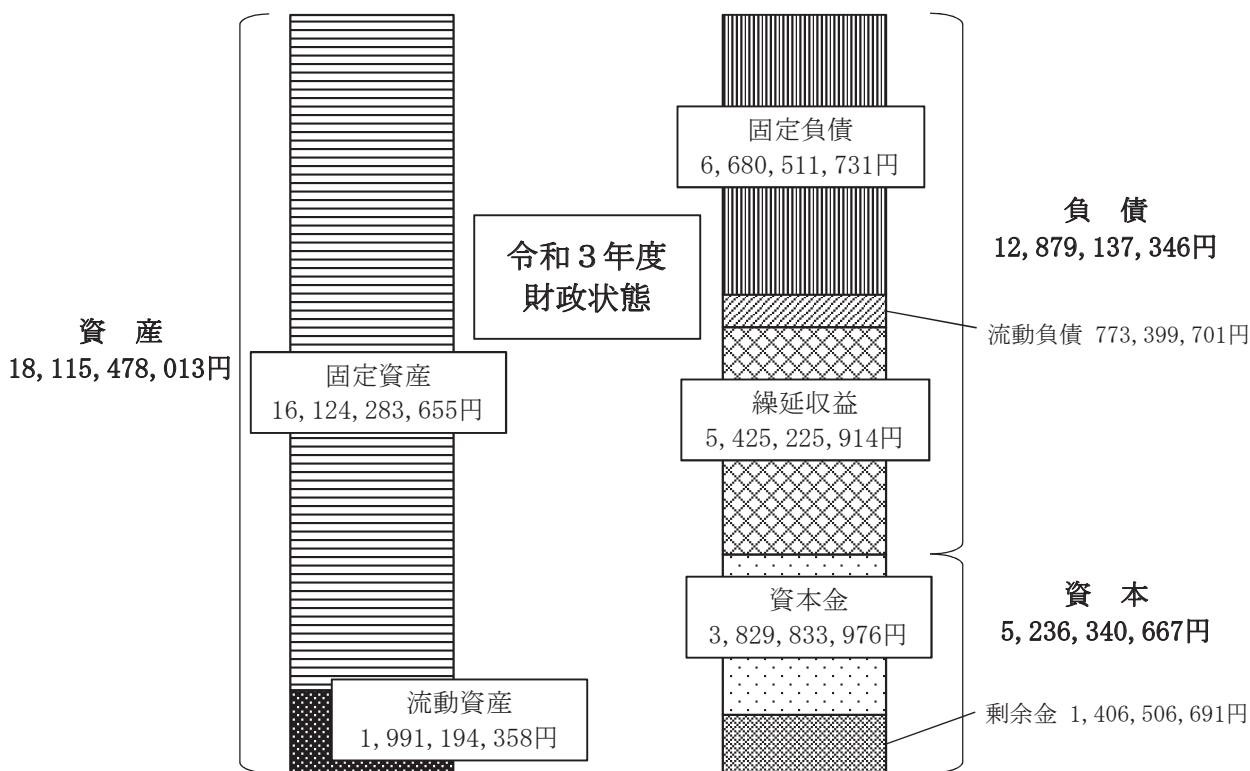 令和３年度
財政状態
資　産
18,115,478,013円
固定資産
16,124,283,655円
流動資産
1,991,194,358円
固定負債
6,680,511,731円
負　債
12,879,137,346円
流動負債 773,399,701円
繰延収益
5,425,225,914円
資本金
3,829,833,976円
資　本
5,236,340,667円
剰余金 1,406,506,691円